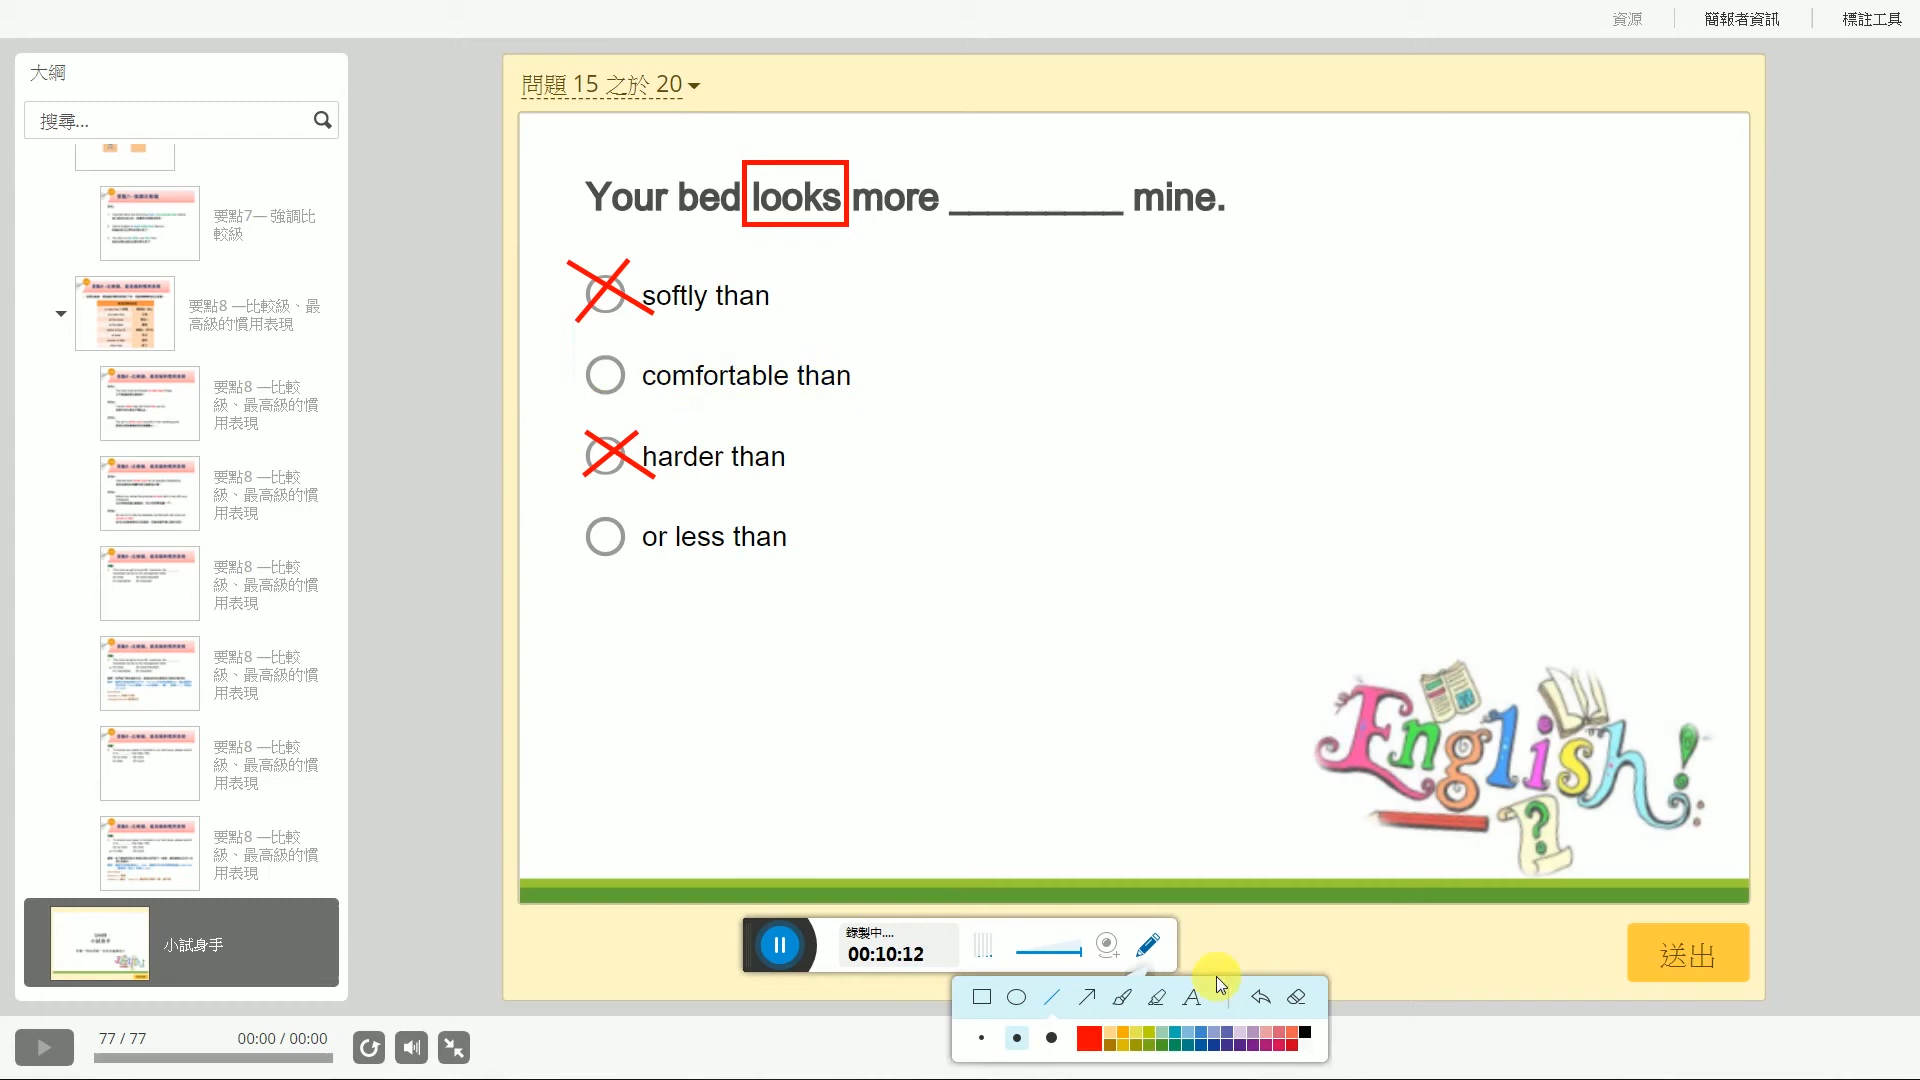 資源
簡報者資訊
標註工具
大綱
搜尋...
要點7— 強調比
較級
要點8 —比較級、最
高級的慣用表現
要點8 —比較
級、最高級的慣
用表現
要點8 —比較
級、最高級的慣
用表現
要點8 —比較
級、最高級的慣
用表現
要點8 —比較
級、最高級的慣
用表現
要點8 —比較
級、最高級的慣
用表現
要點8 —比較
級、最高級的慣
用表現
小試身手
問題 15 之於 20
Your bed looks more __________ mine.
softly than
comfortable than
harder than
or less than
English!
?
錄製中....
00:10:12
送出
A
77 / 77
00:00 / 00:00